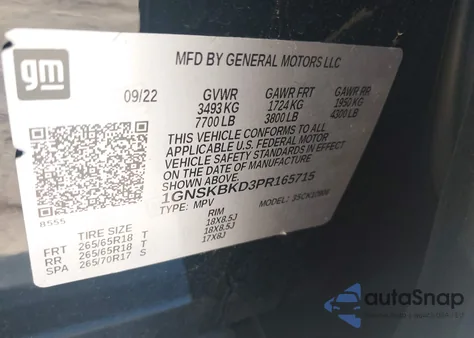 gm
MFD BY GENERAL MOTORS LLC
09/22 GVWR GAWR FRT GAWR RR
3493 KG 1724 KG 1950 KG
7700 LB 3800 LB 4300 LB
THIS VEHICLE CONFORMS TO ALL
APPLICABLE U.S. FEDERAL MOTOR
VEHICLE SAFETY STANDARDS IN EFFECT
ON THE DATE OF MANUFACTURE
1GNSKBKD3PR165715
TYPE: MPV MODEL:
8555
TIRE SIZE RIM
FRT 265/65R18 T 18X8.5J
RR 265/65R18 T 18X8.5J
SPA 265/70R17 S 17X8J
autoSnap